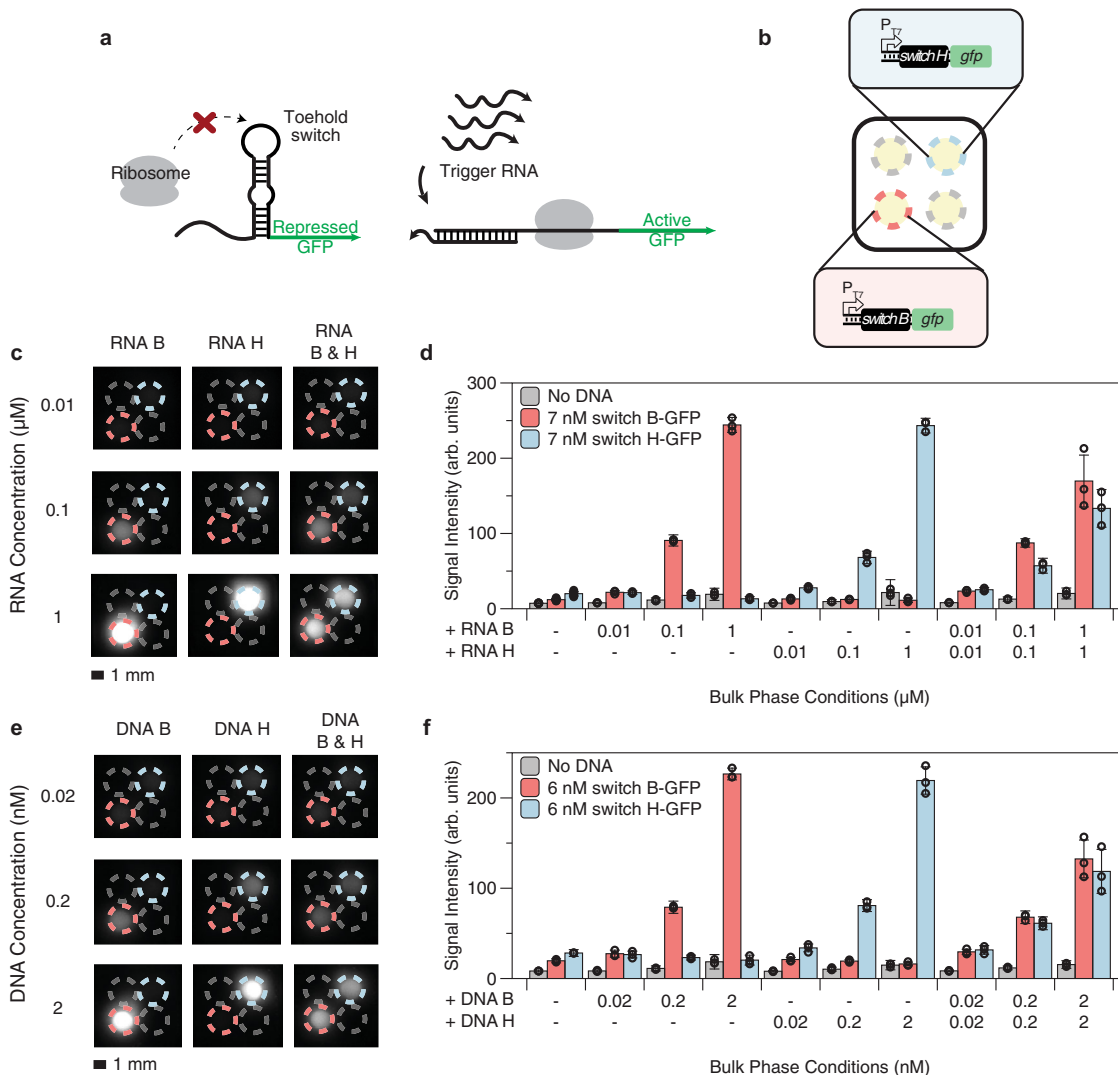 a
Toehold
switch
Ribosome
Repressed
GFP
Trigger RNA
Active
GFP
b
PT7
switch H
gfp
PT7
switch B
gfp
c
RNA B
RNA H
RNA
B & H
RNA Concentration (µM)
0.01
0.1
1
1 mm
d
Signal Intensity (arb. units)
300
200
100
0
No DNA
7 nM switch B-GFP
7 nM switch H-GFP
+ RNA B - 0.01 0.1 1 - - - 0.01 0.1 1
+ RNA H - - - - 0.01 0.1 1 0.01 0.1 1
Bulk Phase Conditions (µM)
e
DNA B
DNA H
DNA
B & H
DNA Concentration (nM)
0.02
0.2
2
1 mm
f
Signal Intensity (arb. units)
200
100
0
No DNA
6 nM switch B-GFP
6 nM switch H-GFP
+ DNA B - 0.02 0.2 2 - - - 0.02 0.2 2
+ DNA H - - - - 0.02 0.2 2 0.02 0.2 2
Bulk Phase Conditions (nM)